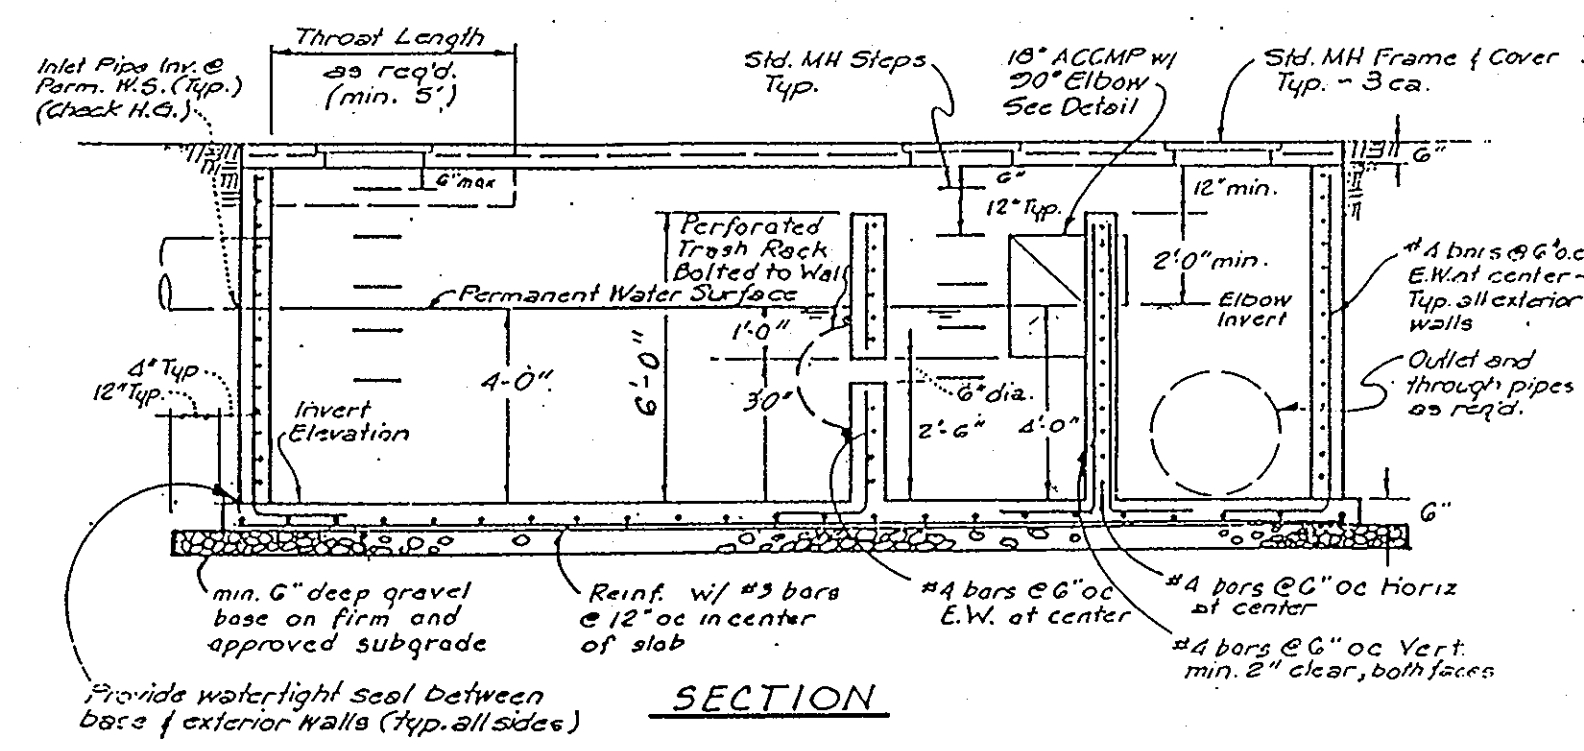 Throat Length
as req'd.
(min. 5')
Inlet Pipe Inv. @
Perm. W.S. (Typ.)
(Check H.G.)
Std. MH Steps
Typ.
18" ACCMP w/
90° Elbow
See Detail
Std. MH Frame & Cover
Typ. - 3 ea.
6"
6" max
6"
12" Typ.
12" min.
Perforated
Trash Rack
Bolted to Wall
2'0" min.
#4 bars @ 6" o.c
E.W. at center -
Typ. all exterior
walls
Permanent Water Surface
Elbow
Invert
1'-0"
6'-0"
4-0"
30"
6" dia.
2'-6"
4'-0"
Outlet and
through pipes
as req'd.
4" Typ
12" Typ.
Invert
Elevation
6"
min. 6" deep gravel
base on firm and
approved subgrade
Reinf. w/ #3 bars
@ 12" oc in center
of slab
#4 bars @ 6" oc
E.W. at center
#4 bars @ 6" oc Horiz
at center
#4 bars @ 6" oc Vert.
min. 2" clear, both faces
Provide watertight seal between
base & exterior walls (typ. all sides)
SECTION